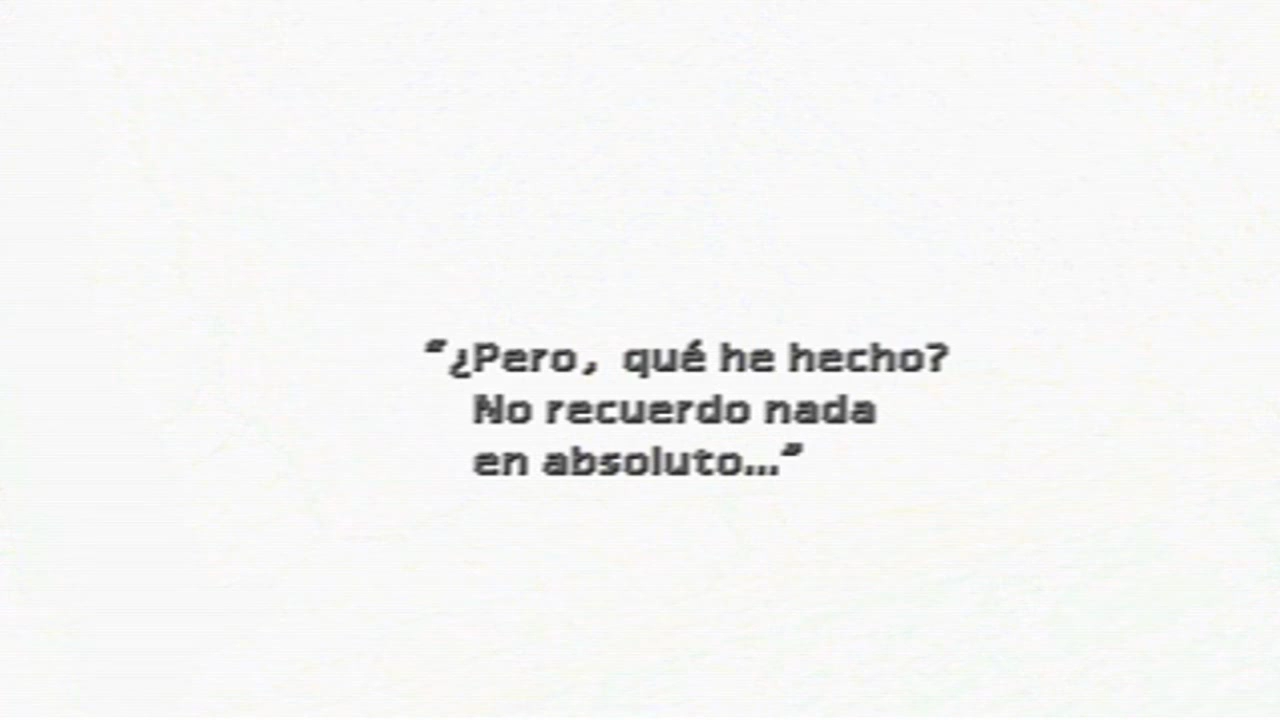 “¿Pero, qué he hecho?
No recuerdo nada
en absoluto...”